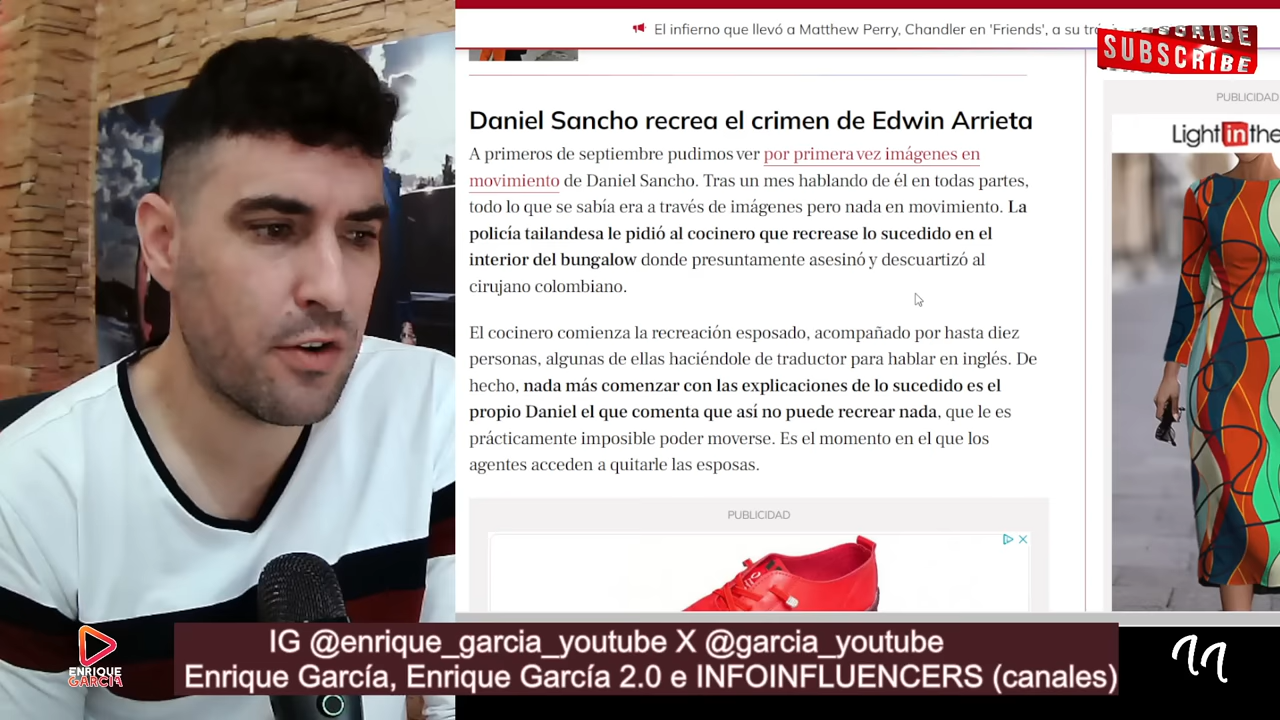 El infierno que llevó a Matthew Perry, Chandler en 'Friends', a su
SUBSCRIBE
SUBSCRIBE
PUBLICIDAD
Light in the
Daniel Sancho recrea el crimen de Edwin Arrieta
A primeros de septiembre pudimos ver por primera vez imágenes en
movimiento de Daniel Sancho. Tras un mes hablando de él en todas partes,
todo lo que se sabía era a través de imágenes pero nada en movimiento. La
policía tailandesa le pidió al cocinero que recrease lo sucedido en el
interior del bungalow donde presuntamente asesinó y descuartizó al
cirujano colombiano.
El cocinero comienza la recreación esposado, acompañado por hasta diez
personas, algunas de ellas haciéndole de traductor para hablar en inglés. De
hecho, nada más comenzar con las explicaciones de lo sucedido es el
propio Daniel el que comenta que así no puede recrear nada, que le es
prácticamente imposible poder moverse. Es el momento en el que los
agentes acceden a quitarle las esposas.
PUBLICIDAD
IG @enrique_garcia_youtube X @garcia_youtube
Enrique García, Enrique García 2.0 e INFONFLUENCERS (canales)
ENRIQUE
GARCÍA